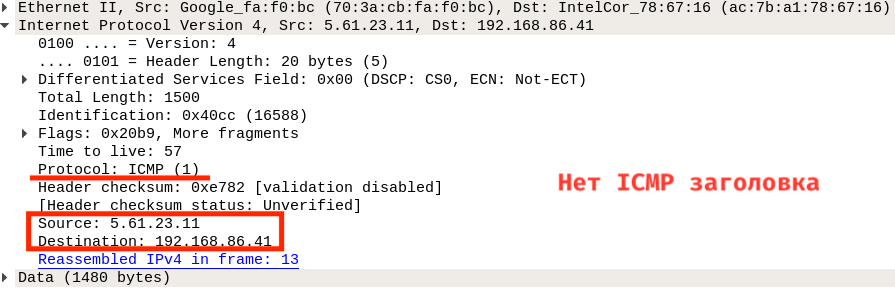 Ethernet II, Src: Google_fa:f0:bc (70:3a:cb:fa:f0:bc), Dst: IntelCor_78:67:16 (ac:7b:a1:78:67:16)
Internet Protocol Version 4, Src: 5.61.23.11, Dst: 192.168.86.41
0100 .... = Version: 4
.... 0101 = Header Length: 20 bytes (5)
Differentiated Services Field: 0x00 (DSCP: CS0, ECN: Not-ECT)
Total Length: 1500
Identification: 0x40cc (16588)
Flags: 0x20b9, More fragments
Time to live: 57
Protocol: ICMP (1)
Header checksum: 0xe782 [validation disabled]
Нет ICMP заголовка
[Header checksum status: Unverified]
Source: 5.61.23.11
Destination: 192.168.86.41
Reassembled IPv4 in frame: 13
Data (1480 bytes)